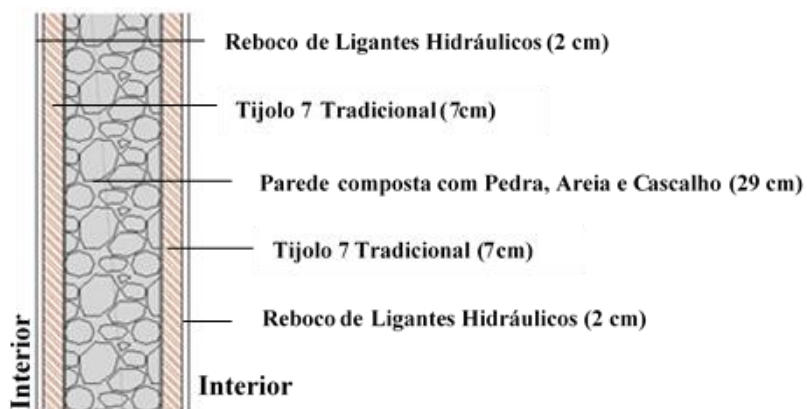 Reboco de Ligantes Hidráulicos (2 cm)
Tijolo 7 Tradicional (7cm)
Parede composta com Pedra, Areia e Cascalho (29 cm)
Tijolo 7 Tradicional (7cm)
Reboco de Ligantes Hidráulicos (2 cm)
Interior
Interior